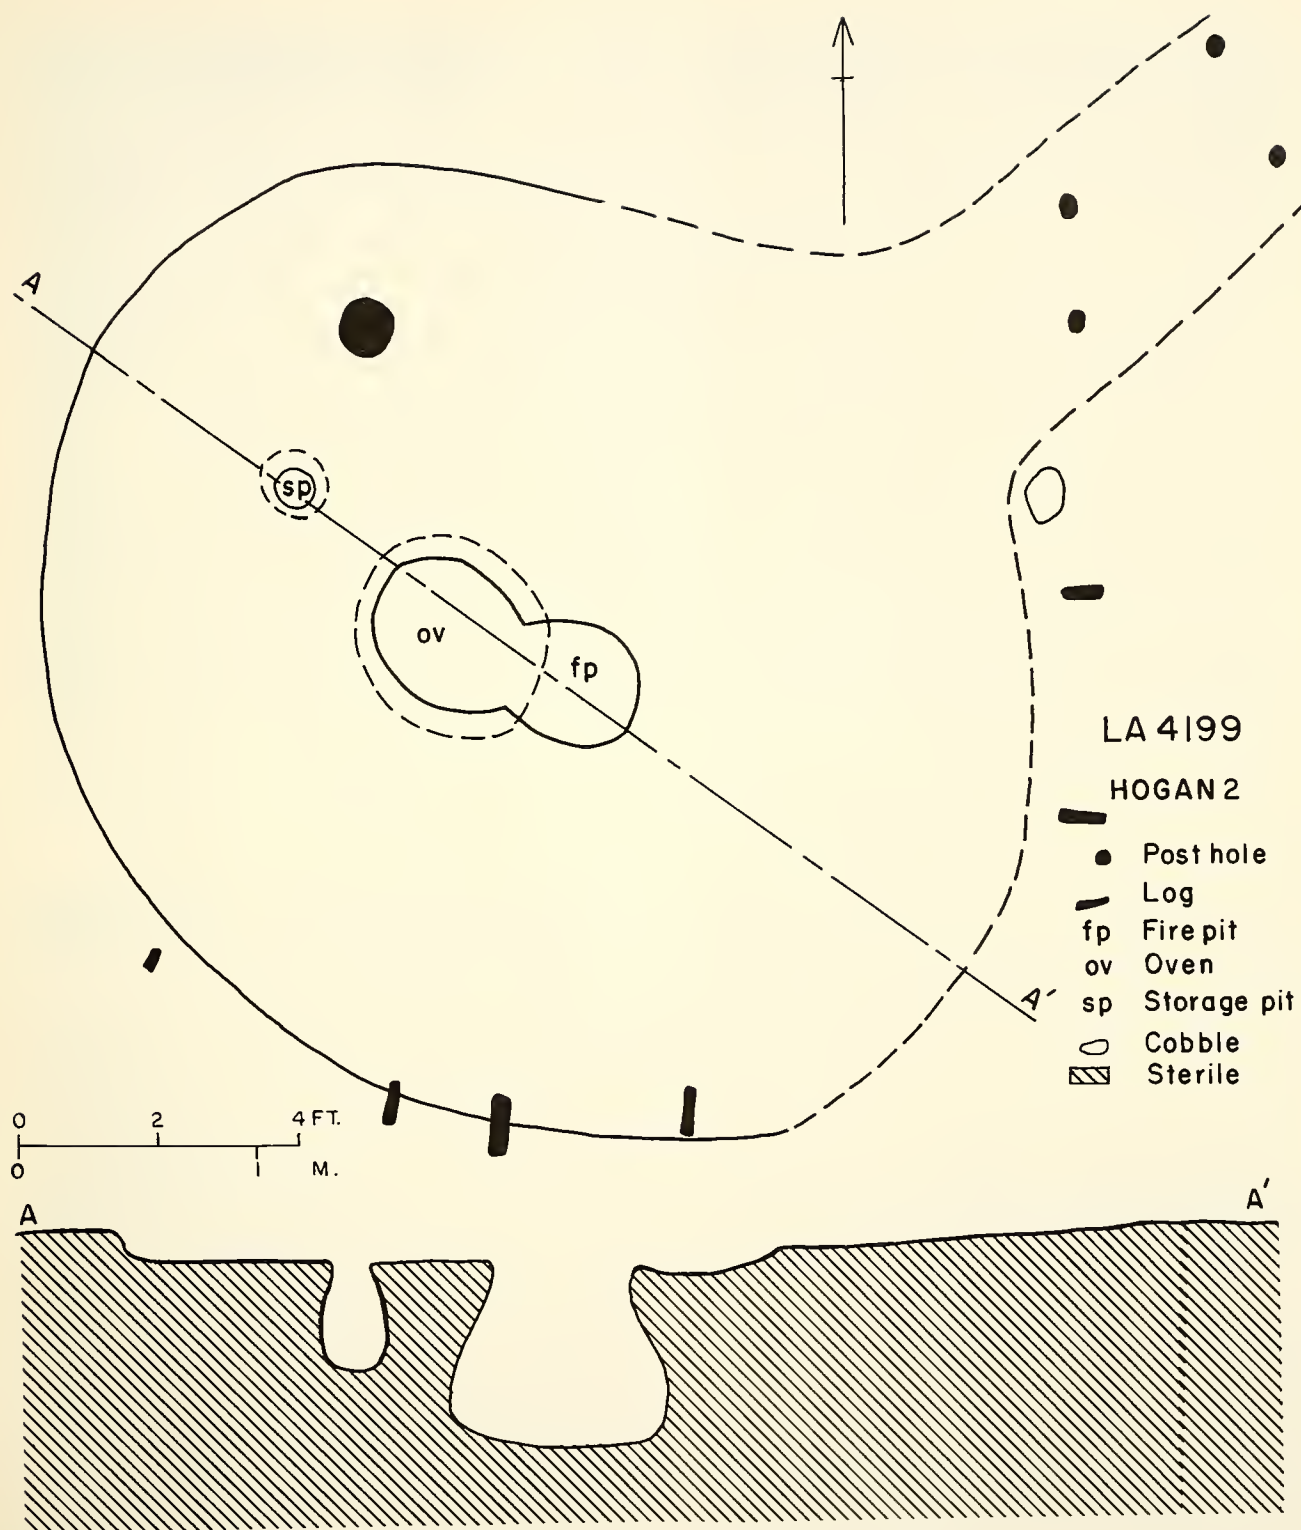 A
sp
ov
fp
LA 4199
HOGAN 2
Post hole
Log
fp Fire pit
ov Oven
A'
sp Storage pit
Cobble
Sterile
0 2 4 FT.
0 1 M.
A A'